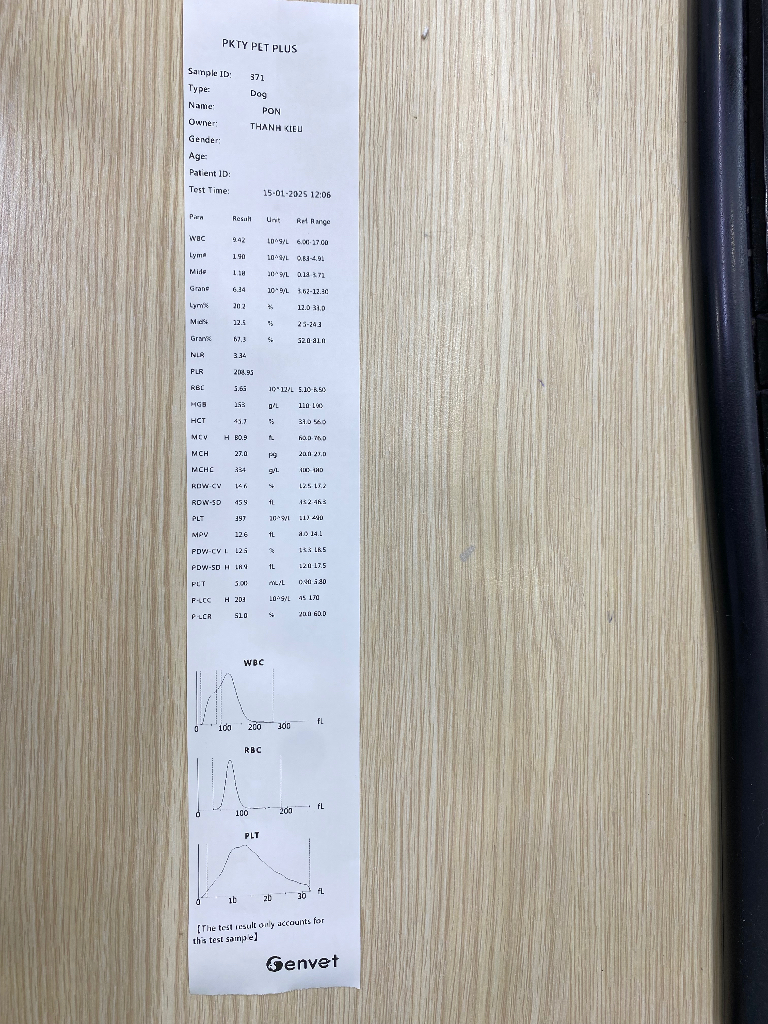 PKTY PET PLUS
Sample ID: 371
Type: Dog
Name: PON
Owner: THANH KIEU
Gender:
Age:
Patient ID:
Test Time: 15-01-2025 12:06
Para Result Unit Ref Range
WBC 9.42 10^9/L 6.00-17.00
Lym# 1.90 10^9/L 0.83-4.91
Mid# 1.18 10^9/L 0.18-3.71
Gran# 6.34 10^9/L 3.62-12.30
Lym% 20.2 % 12.0-33.0
Mid% 12.5 % 2.5-24.3
Gran% 67.3 % 52.0-81.0
NLR 3.34
PLR 208.95
RBC 5.65 10^12/L 5.10-8.50
HGB 153 g/L 110-190
HCT 45.7 % 33.0-56.0
MCV H 80.9 fL 60.0-76.0
MCH 27.0 pg 20.0-27.0
MCHC 334 g/L 300-380
RDW-CV 14.6 % 12.5-17.2
RDW-SD 45.9 fL 33.2-46.3
PLT 397 10^9/L 117-490
MPV 12.6 fL 8.0-14.1
PDW-CV L 12.5 % 13.3-18.5
PDW-SD H 18.9 fL 12.0-17.5
PCT 5.00 mL/L 0.90-5.80
P-LCC H 203 10^9/L 45-170
P-LCR 51.0 % 20.0-60.0
WBC
0 100 200 300 fL
RBC
0 100 200 fL
PLT
0 10 20 30 fL
【The test result only accounts for
this test sample】
Genvet